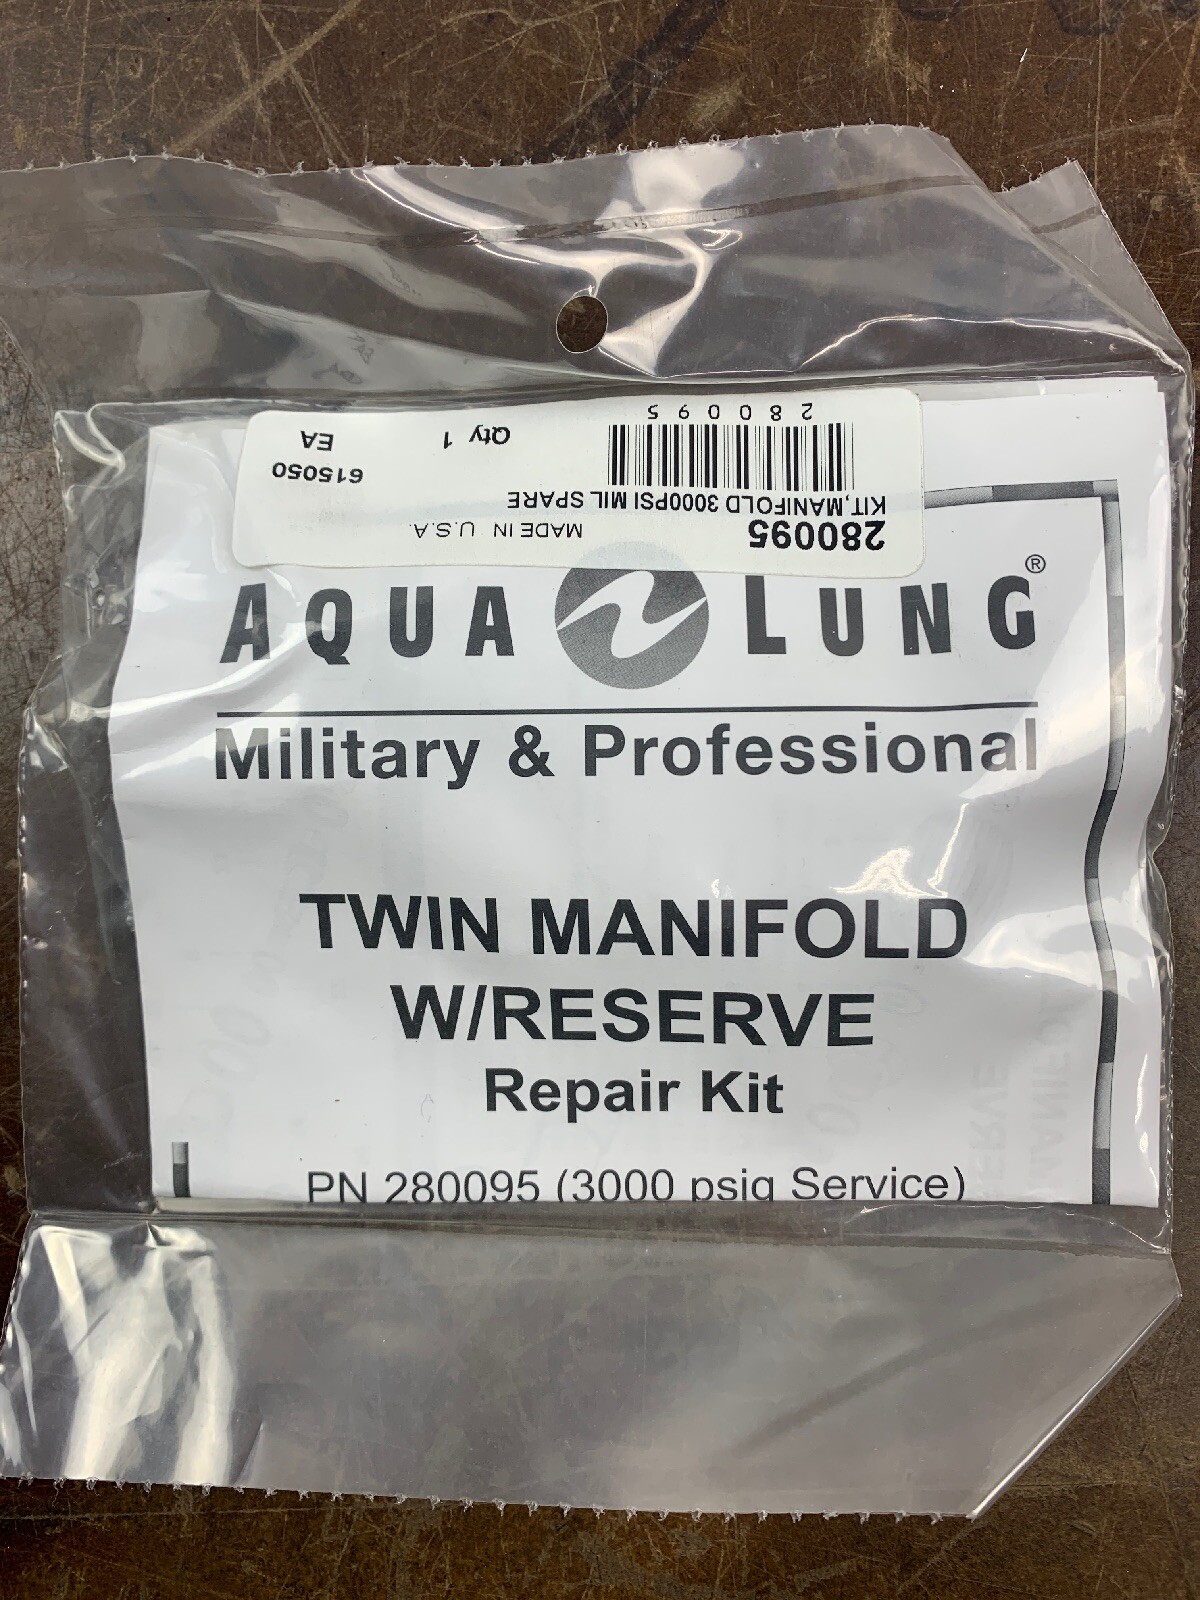 280095 MADE IN U.S.A.
KIT,MANIFOLD 3000PSI MIL SPARE
615050
Qty 1 EA
280095
AQUA LUNG®
Military & Professional
TWIN MANIFOLD
W/RESERVE
Repair Kit
PN 280095 (3000 psig Service)